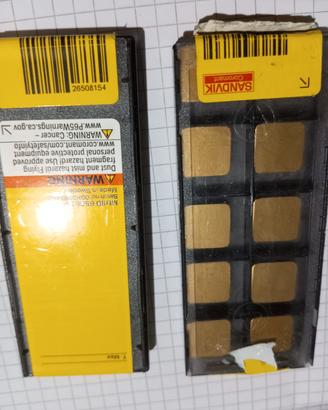 26508154
SANDVIK
Coromant
Made in Sweden
WARNING
Dust and mist hazard Flying
fragment hazard Use approved
personal protective equipment
www.coromant.com/safetyinfo
WARNING: Cancer -
www.P65Warnings.ca.gov